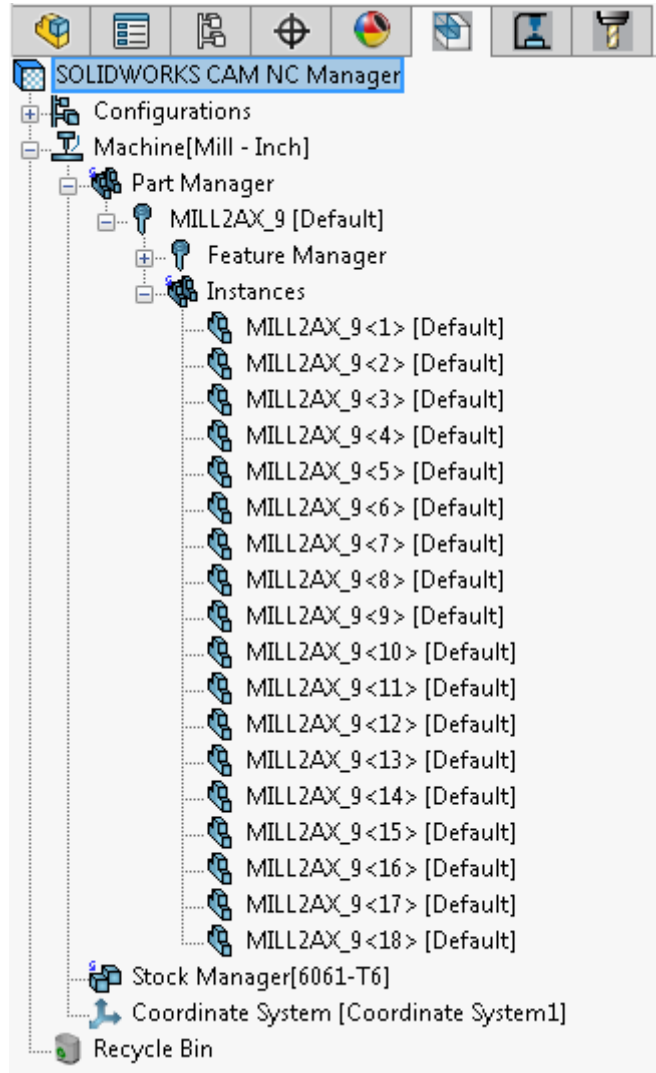 SOLIDWORKS CAM NC Manager
Configurations
Machine[Mill - Inch]
Part Manager
MILL2AX_9 [Default]
Feature Manager
Instances
MILL2AX_9<1> [Default]
MILL2AX_9<2> [Default]
MILL2AX_9<3> [Default]
MILL2AX_9<4> [Default]
MILL2AX_9<5> [Default]
MILL2AX_9<6> [Default]
MILL2AX_9<7> [Default]
MILL2AX_9<8> [Default]
MILL2AX_9<9> [Default]
MILL2AX_9<10> [Default]
MILL2AX_9<11> [Default]
MILL2AX_9<12> [Default]
MILL2AX_9<13> [Default]
MILL2AX_9<14> [Default]
MILL2AX_9<15> [Default]
MILL2AX_9<16> [Default]
MILL2AX_9<17> [Default]
MILL2AX_9<18> [Default]
Stock Manager[6061-T6]
Coordinate System [Coordinate System1]
Recycle Bin